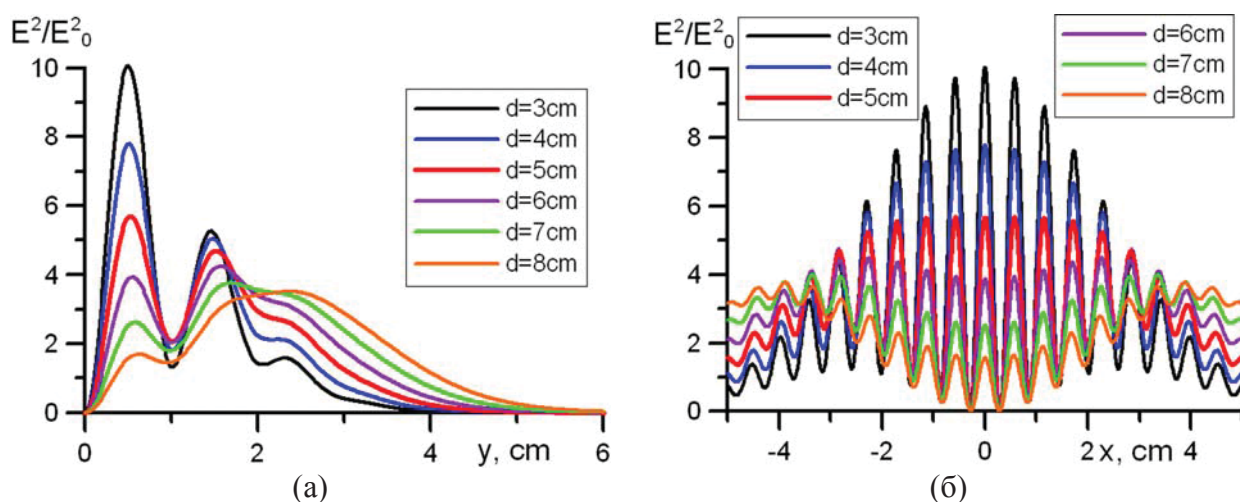 E²/E²₀
10
8
6
4
2
0
0
2
4
6
y, cm
d=3cm
d=4cm
d=5cm
d=6cm
d=7cm
d=8cm
(а)
E²/E²₀
10
8
6
4
2
0
-4
-2
0
2
4
x, cm
d=3cm
d=4cm
d=5cm
d=6cm
d=7cm
d=8cm
(б)